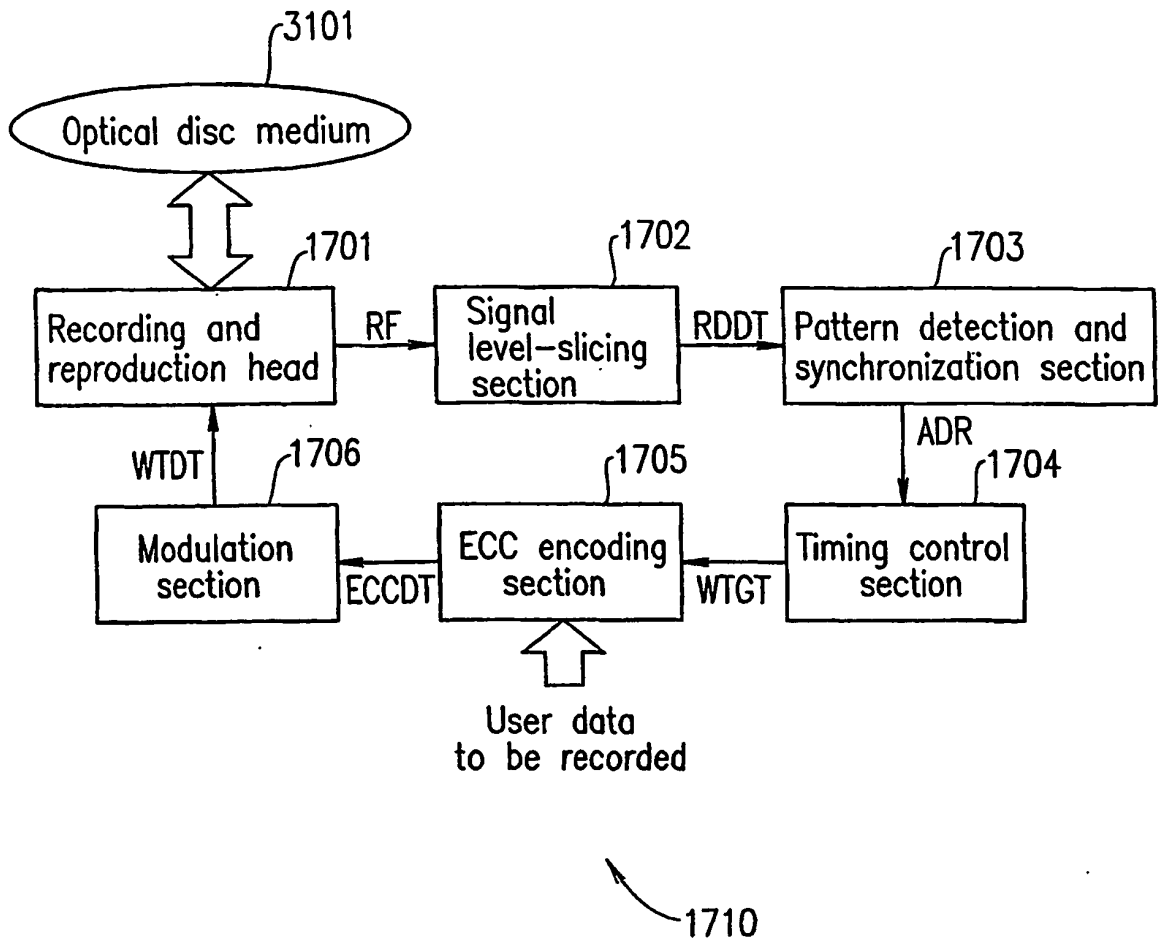 3101
Optical disc medium
1701
1702
1703
Recording and
reproduction head
RF
Signal
level-slicing
section
RDDT
Pattern detection and
synchronization section
WTDT
1706
1705
ADR
1704
Modulation
section
ECCDT
ECC encoding
section
WTGT
Timing control
section
User data
to be recorded
1710